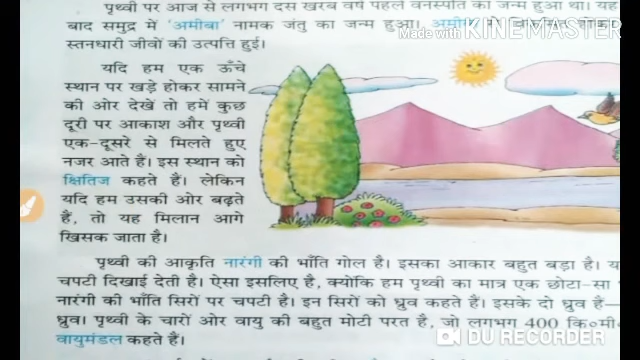 पृथ्वी पर आज से लगभग दस खरब वर्ष पहले वनस्पति का जन्म हुआ था। यह
बाद समुद्र में 'अमीबा' नामक जंतु का जन्म हुआ।
Made with KINEMASTER
स्तनधारी जीवों की उत्पत्ति हुई।
यदि हम एक ऊँचे
स्थान पर खड़े होकर सामने
की ओर देखें तो हमें कुछ
दूरी पर आकाश और पृथ्वी
एक-दूसरे से मिलते हुए
नजर आते हैं। इस स्थान को
क्षितिज कहते हैं। लेकिन
यदि हम उसकी ओर बढ़ते
हैं, तो यह मिलान आगे
खिसक जाता है।
पृथ्वी की आकृति नारंगी की भाँति गोल है। इसका आकार बहुत बड़ा है।
चपटी दिखाई देती है। ऐसा इसलिए है, क्योंकि हम पृथ्वी का मात्र एक छोटा-सा
नारंगी की भाँति सिरों पर चपटी है। इन सिरों को ध्रुव कहते हैं। इसके दो ध्रुव हैं—
ध्रुव। पृथ्वी के चारों ओर वायु की बहुत मोटी परत है, जो लगभग 400 कि०मी०
वायुमंडल कहते हैं।
DU RECORDER